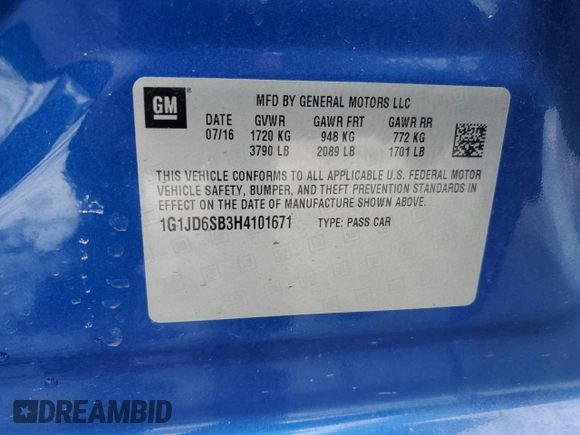 GM
MFD BY GENERAL MOTORS LLC
DATE GVWR GAWR FRT GAWR RR
07/16 1720 KG 948 KG 772 KG
3790 LB 2089 LB 1701 LB
THIS VEHICLE CONFORMS TO ALL APPLICABLE U.S. FEDERAL MOTOR
VEHICLE SAFETY, BUMPER, AND THEFT PREVENTION STANDARDS IN
EFFECT ON THE DATE OF MANUFACTURE SHOWN ABOVE.
1G1JD6SB3H4101671 TYPE: PASS CAR
DREAMBID